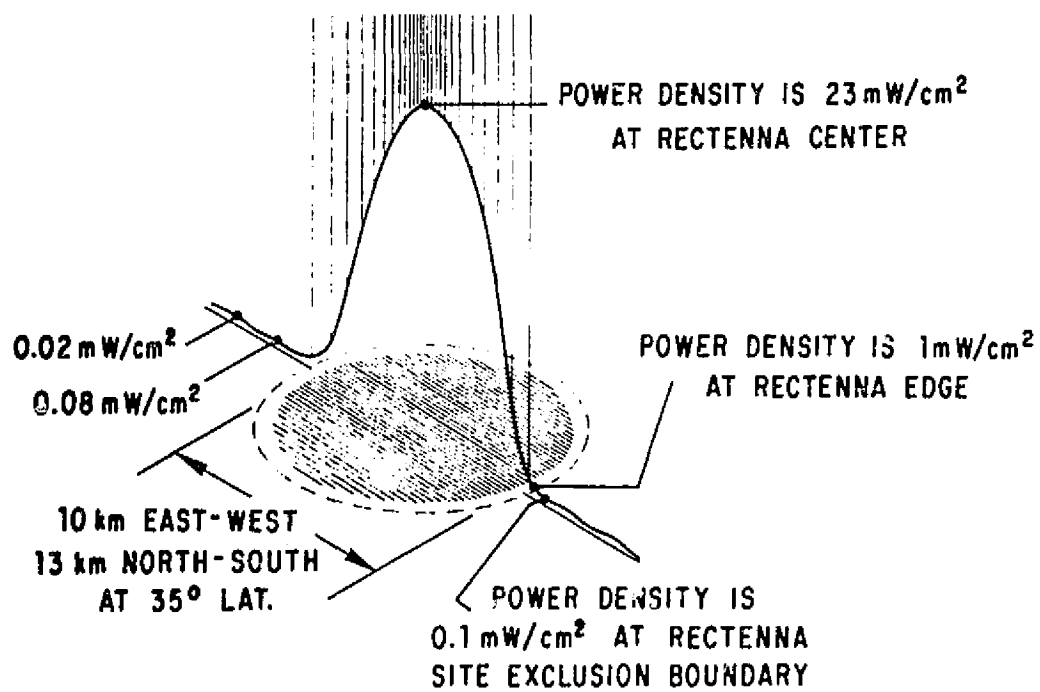 POWER DENSITY IS 23 mW/cm²
AT RECTENNA CENTER
0.02 mW/cm²
0.08 mW/cm²
POWER DENSITY IS 1mW/cm²
AT RECTENNA EDGE
10 km EAST-WEST
13 km NORTH-SOUTH
AT 35° LAT.
POWER DENSITY IS
0.1 mW/cm² AT RECTENNA
SITE EXCLUSION BOUNDARY